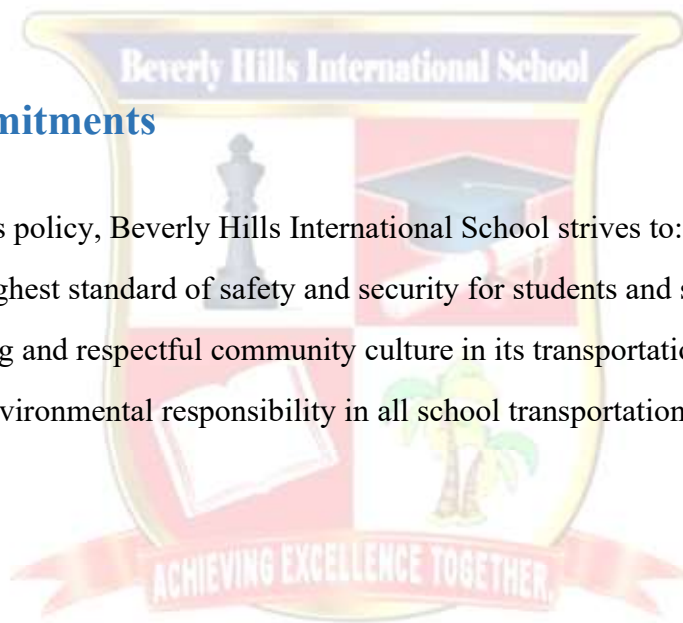 Beverly Hills International School
mitments
s policy, Beverly Hills International School strives to:
ghest standard of safety and security for students and s
g and respectful community culture in its transportatio
vironmental responsibility in all school transportation
ACHIEVING EXCELLENCE TOGETHER.